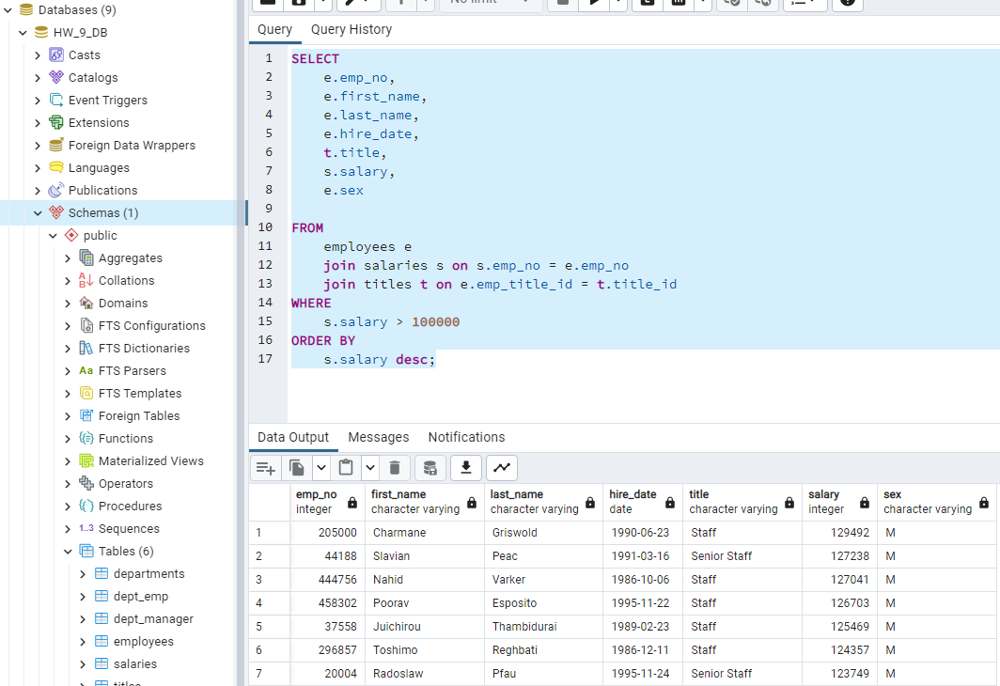 Databases (9)
HW_9_DB
Casts
Catalogs
Event Triggers
Extensions
Foreign Data Wrappers
Languages
Publications
Schemas (1)
public
Aggregates
Collations
Domains
FTS Configurations
FTS Dictionaries
Aa FTS Parsers
FTS Templates
Foreign Tables
Functions
Materialized Views
Operators
Procedures
1..3 Sequences
Tables (6)
departments
dept_emp
dept_manager
employees
salaries
titles
No limit
Query Query History
1 SELECT
2 e.emp_no,
3 e.first_name,
4 e.last_name,
5 e.hire_date,
6 t.title,
7 s.salary,
8 e.sex
9
10 FROM
11 employees e
12 join salaries s on s.emp_no = e.emp_no
13 join titles t on e.emp_title_id = t.title_id
14 WHERE
15 s.salary > 100000
16 ORDER BY
17 s.salary desc;
Data Output Messages Notifications
emp_no first_name last_name hire_date title salary sex
integer character varying character varying date character varying integer character varying
1 205000 Charmane Griswold 1990-06-23 Staff 129492 M
2 44188 Slavian Peac 1991-03-16 Senior Staff 127238 M
3 444756 Nahid Varker 1986-10-06 Staff 127041 M
4 458302 Poorav Esposito 1995-11-22 Staff 126703 M
5 37558 Juichirou Thambidurai 1989-02-23 Staff 125469 M
6 296857 Toshimo Reghbati 1986-12-11 Staff 124357 M
7 20004 Radoslaw Pfau 1995-11-24 Senior Staff 123749 M